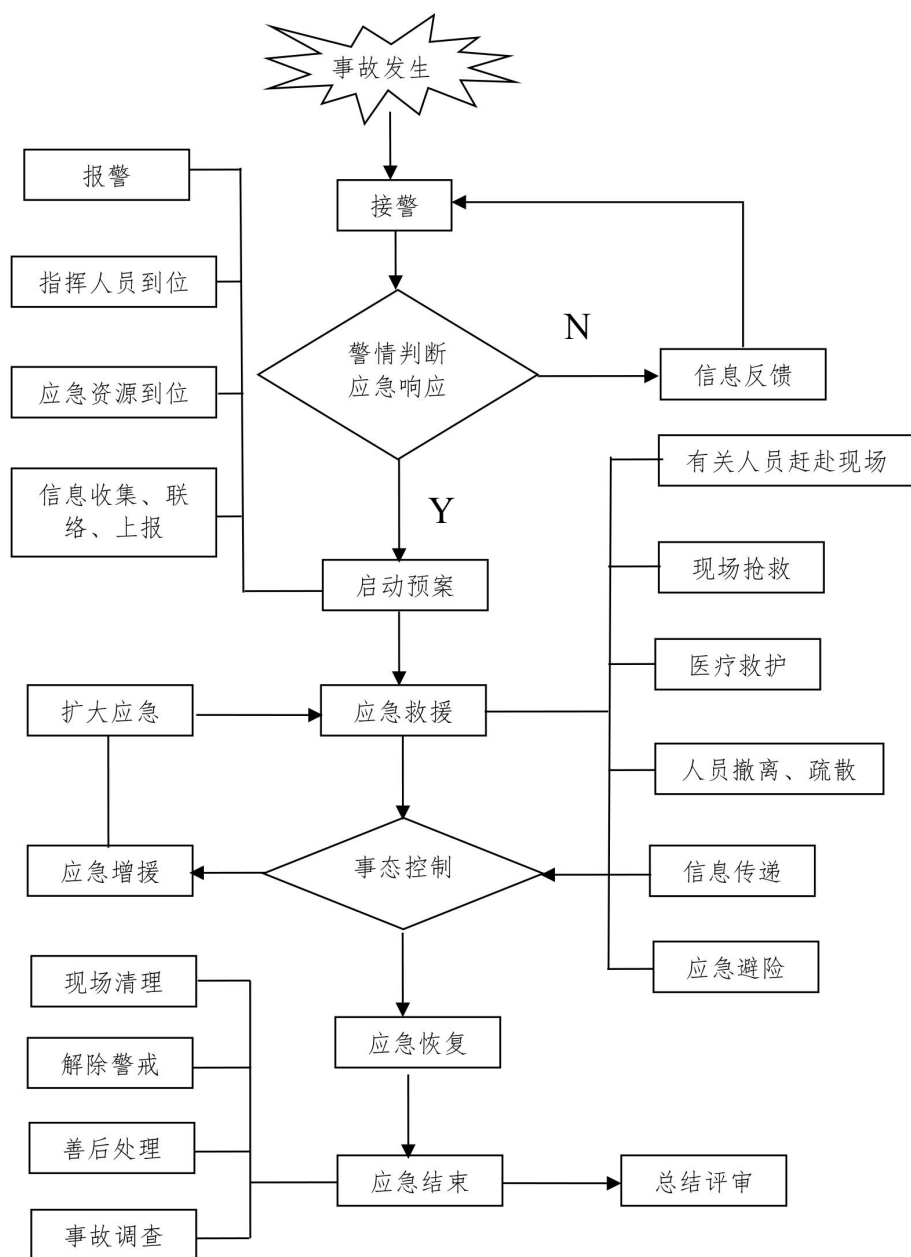 事故发生
报警
接警
指挥人员到位
警情判断
应急响应
N
信息反馈
应急资源到位
有关人员赶赴现场
信息收集、联
络、上报
Y
现场抢救
启动预案
医疗救护
扩大应急
应急救援
人员撤离、疏散
应急增援
事态控制
信息传递
现场清理
应急避险
应急恢复
解除警戒
善后处理
应急结束
总结评审
事故调查